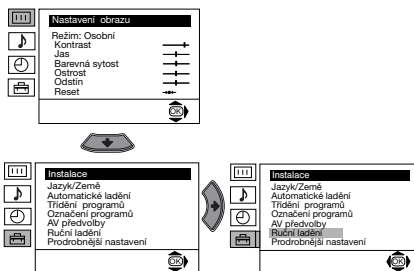 Nastavení obrazu
Režim: Osobní
Kontrast
Jas
Barevná sytost
Ostrost
Odstín
Reset
OK
Instalace
Jazyk/Země
Automatické ladění
Třídění programů
Označení programů
AV předvolby
Ruční ladění
Prodrobnější nastavení
OK
Instalace
Jazyk/Země
Automatické ladění
Třídění programů
Označení programů
AV předvolby
Ruční ladění
Prodrobnější nastavení
OK